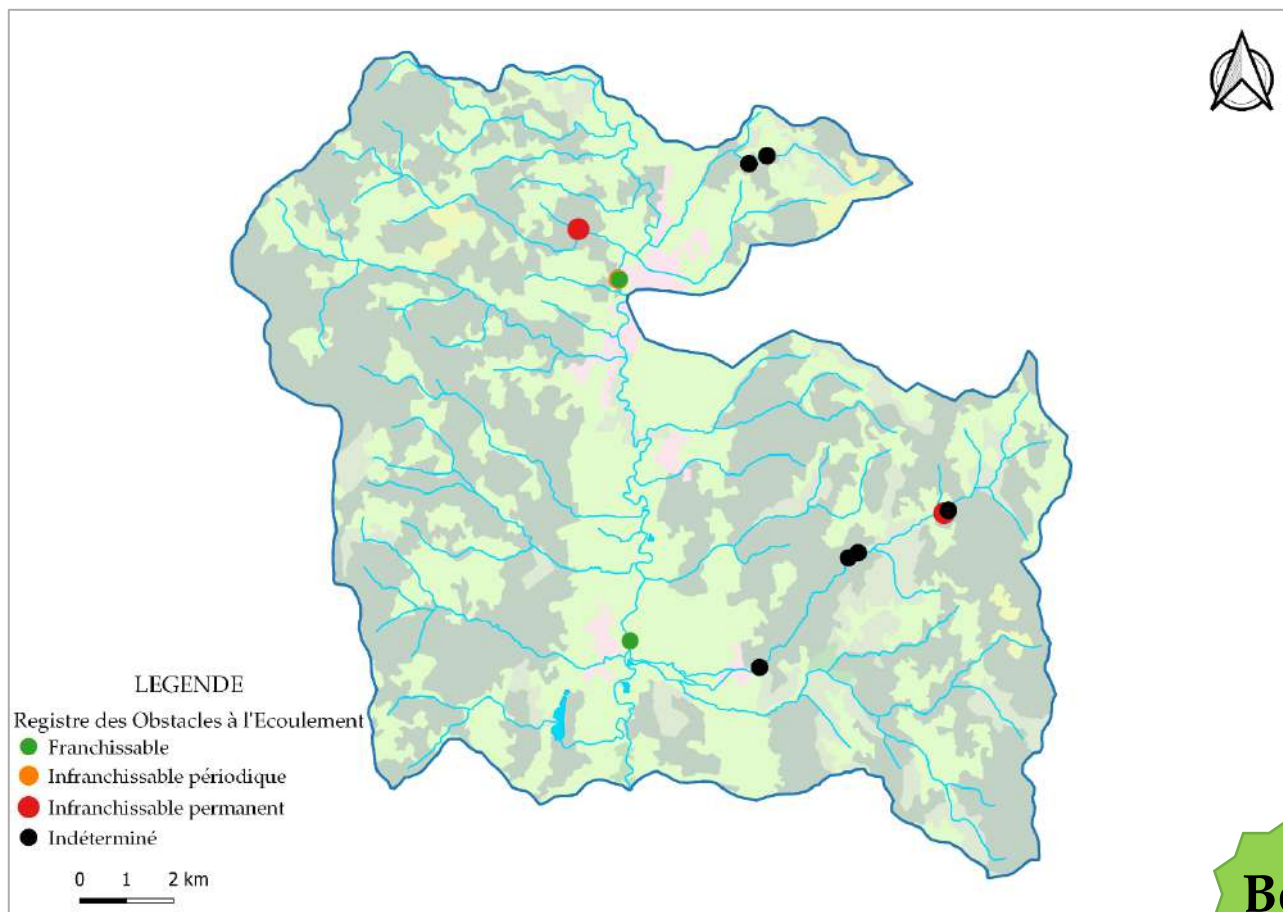 LEGENDE
Registre des Obstacles à l'Ecoulement
Franchissable
Infranchissable périodique
Infranchissable permanent
Indéterminé
0 1 2 km